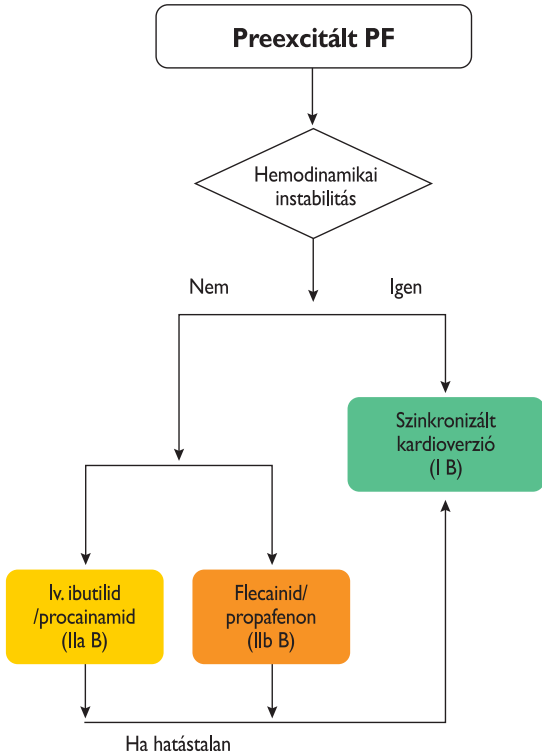 Preexcitált PF
Hemodinamikai
instabilitás
Nem
Igen
Szinkronizált
kardioverzió
(I B)
Iv. ibutilid
/procainamid
(IIa B)
Flecainid/
propafenon
(IIb B)
Ha hatástalan